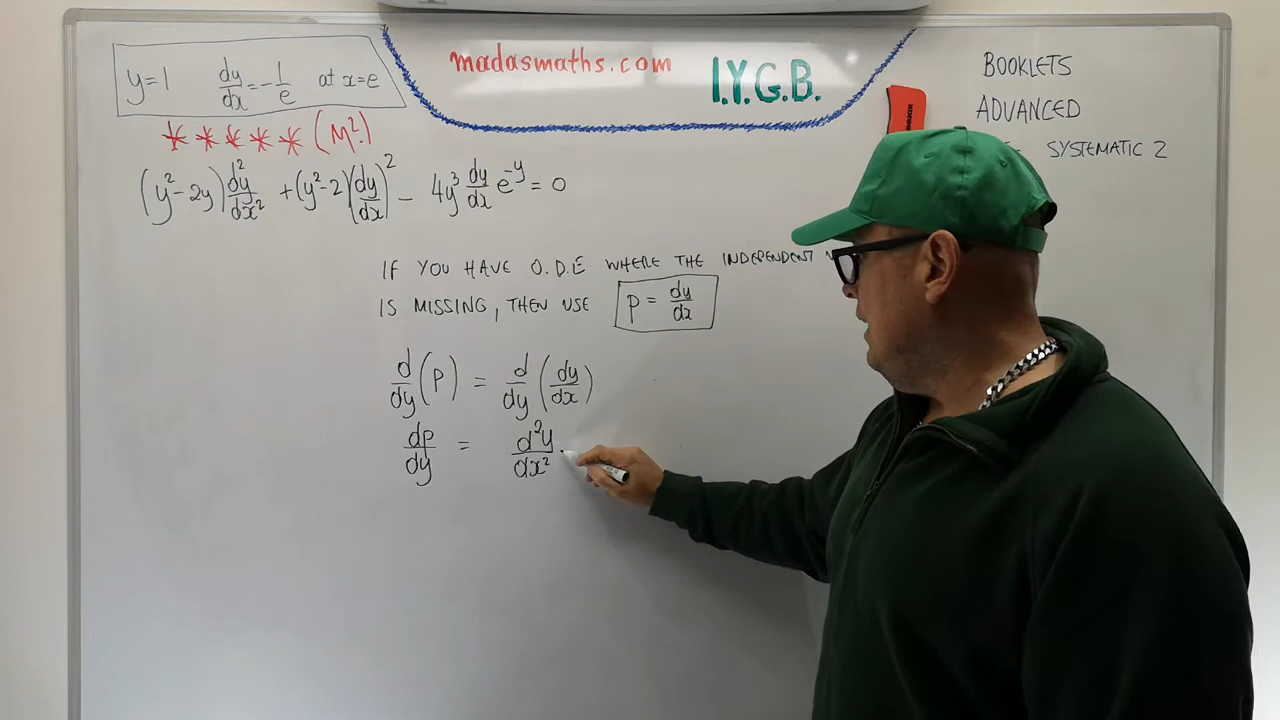 y=1 dy/dx = -1/e at x=e
madasmaths.com
I.Y.G.B.
BOOKLETS
ADVANCED
SYSTEMATIC 2
***** (M².)
(y²-2y) d²y/dx² + (y²-2)(dy/dx)² - 4y³ dy/dx e^-y = 0
IF YOU HAVE O.D.E WHERE THE INDEPENDENT
IS MISSING, THEN USE p = dy/dx
d/dy (p) = d/dy (dy/dx)
dp/dy = d²y/dx² .